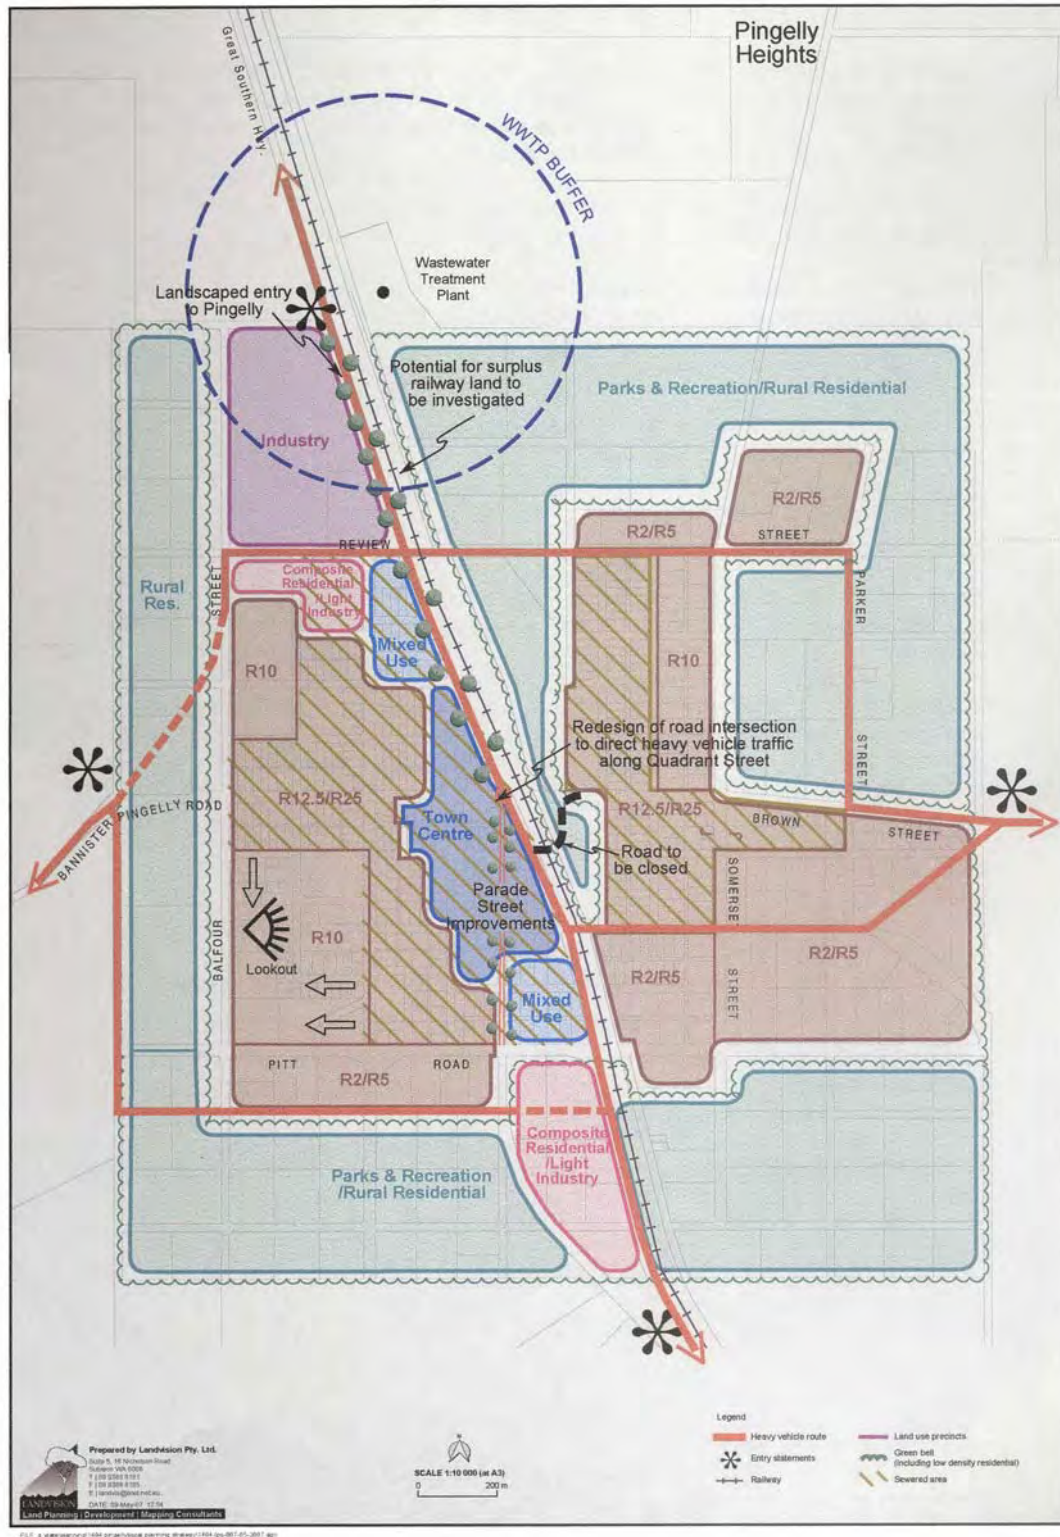 Pingelly
Heights
Great Southern Hwy.
WWTP BUFFER
Wastewater
Treatment
Plant
Landscaped entry
to Pingelly
Potential for surplus
railway land to
be investigated
Parks & Recreation/Rural Residential
Industry
R2/R5
R2/R5
STREET
REVIEW
Composite
Residential
/Light
Industry
Rural
Res.
STREET
PARKER
Mixed
Use
R10
R10
Redesign of road intersection
to direct heavy vehicle traffic
along Quadrant Street
STREET
R12.5/R25
R12.5/R25
BANNISTER PINGELLY ROAD
Town
Centre
BROWN
STREET
Road to
be closed
Parade
Street
Improvements
SOMERSET
R10
Lookout
BALFOUR
R2/R5
R2/R5
STREET
Mixed
Use
PITT
ROAD
R2/R5
Composite
Residential
/Light
Industry
Parks & Recreation
/Rural Residential
Legend
Heavy vehicle route
Land use precincts
Entry statements
Green belt
(including low density residential)
Railway
Sewered area
SCALE 1:10 000 (at A3)
0 200 m
Prepared by Landvision Pty. Ltd.
LANDVISION
Land Planning | Development | Mapping Consultants